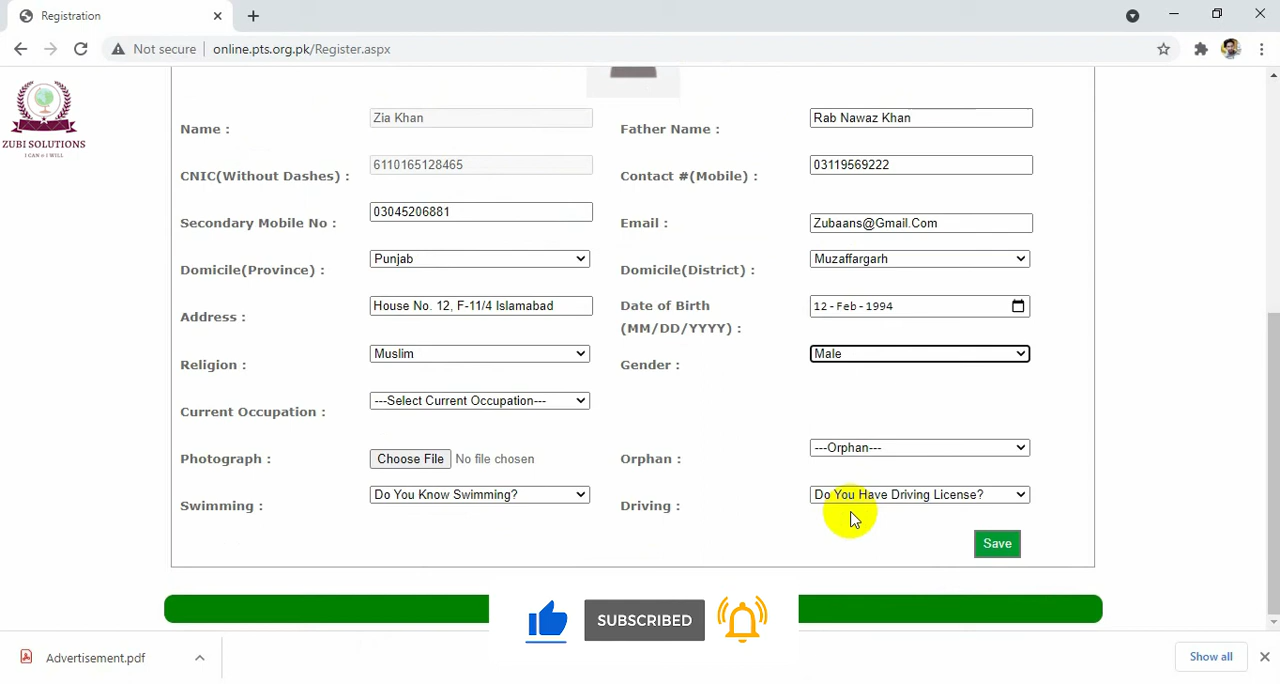 Registration
Not secure
online.pts.org.pk/Register.aspx
ZUBI SOLUTIONS
I CAN & I WILL
Name :
Zia Khan
Father Name :
Rab Nawaz Khan
CNIC(Without Dashes) :
6110165128465
Contact #(Mobile) :
03119569222
Secondary Mobile No :
03045206881
Email :
Zubaans@Gmail.Com
Domicile(Province) :
Punjab
Domicile(District) :
Muzaffargarh
Address :
House No. 12, F-11/4 Islamabad
Date of Birth
(MM/DD/YYYY) :
12-Feb-1994
Religion :
Muslim
Gender :
Male
Current Occupation :
---Select Current Occupation---
Photograph :
Choose File No file chosen
Orphan :
---Orphan---
Swimming :
Do You Know Swimming?
Driving :
Do You Have Driving License?
Save
SUBSCRIBED
Advertisement.pdf
Show all